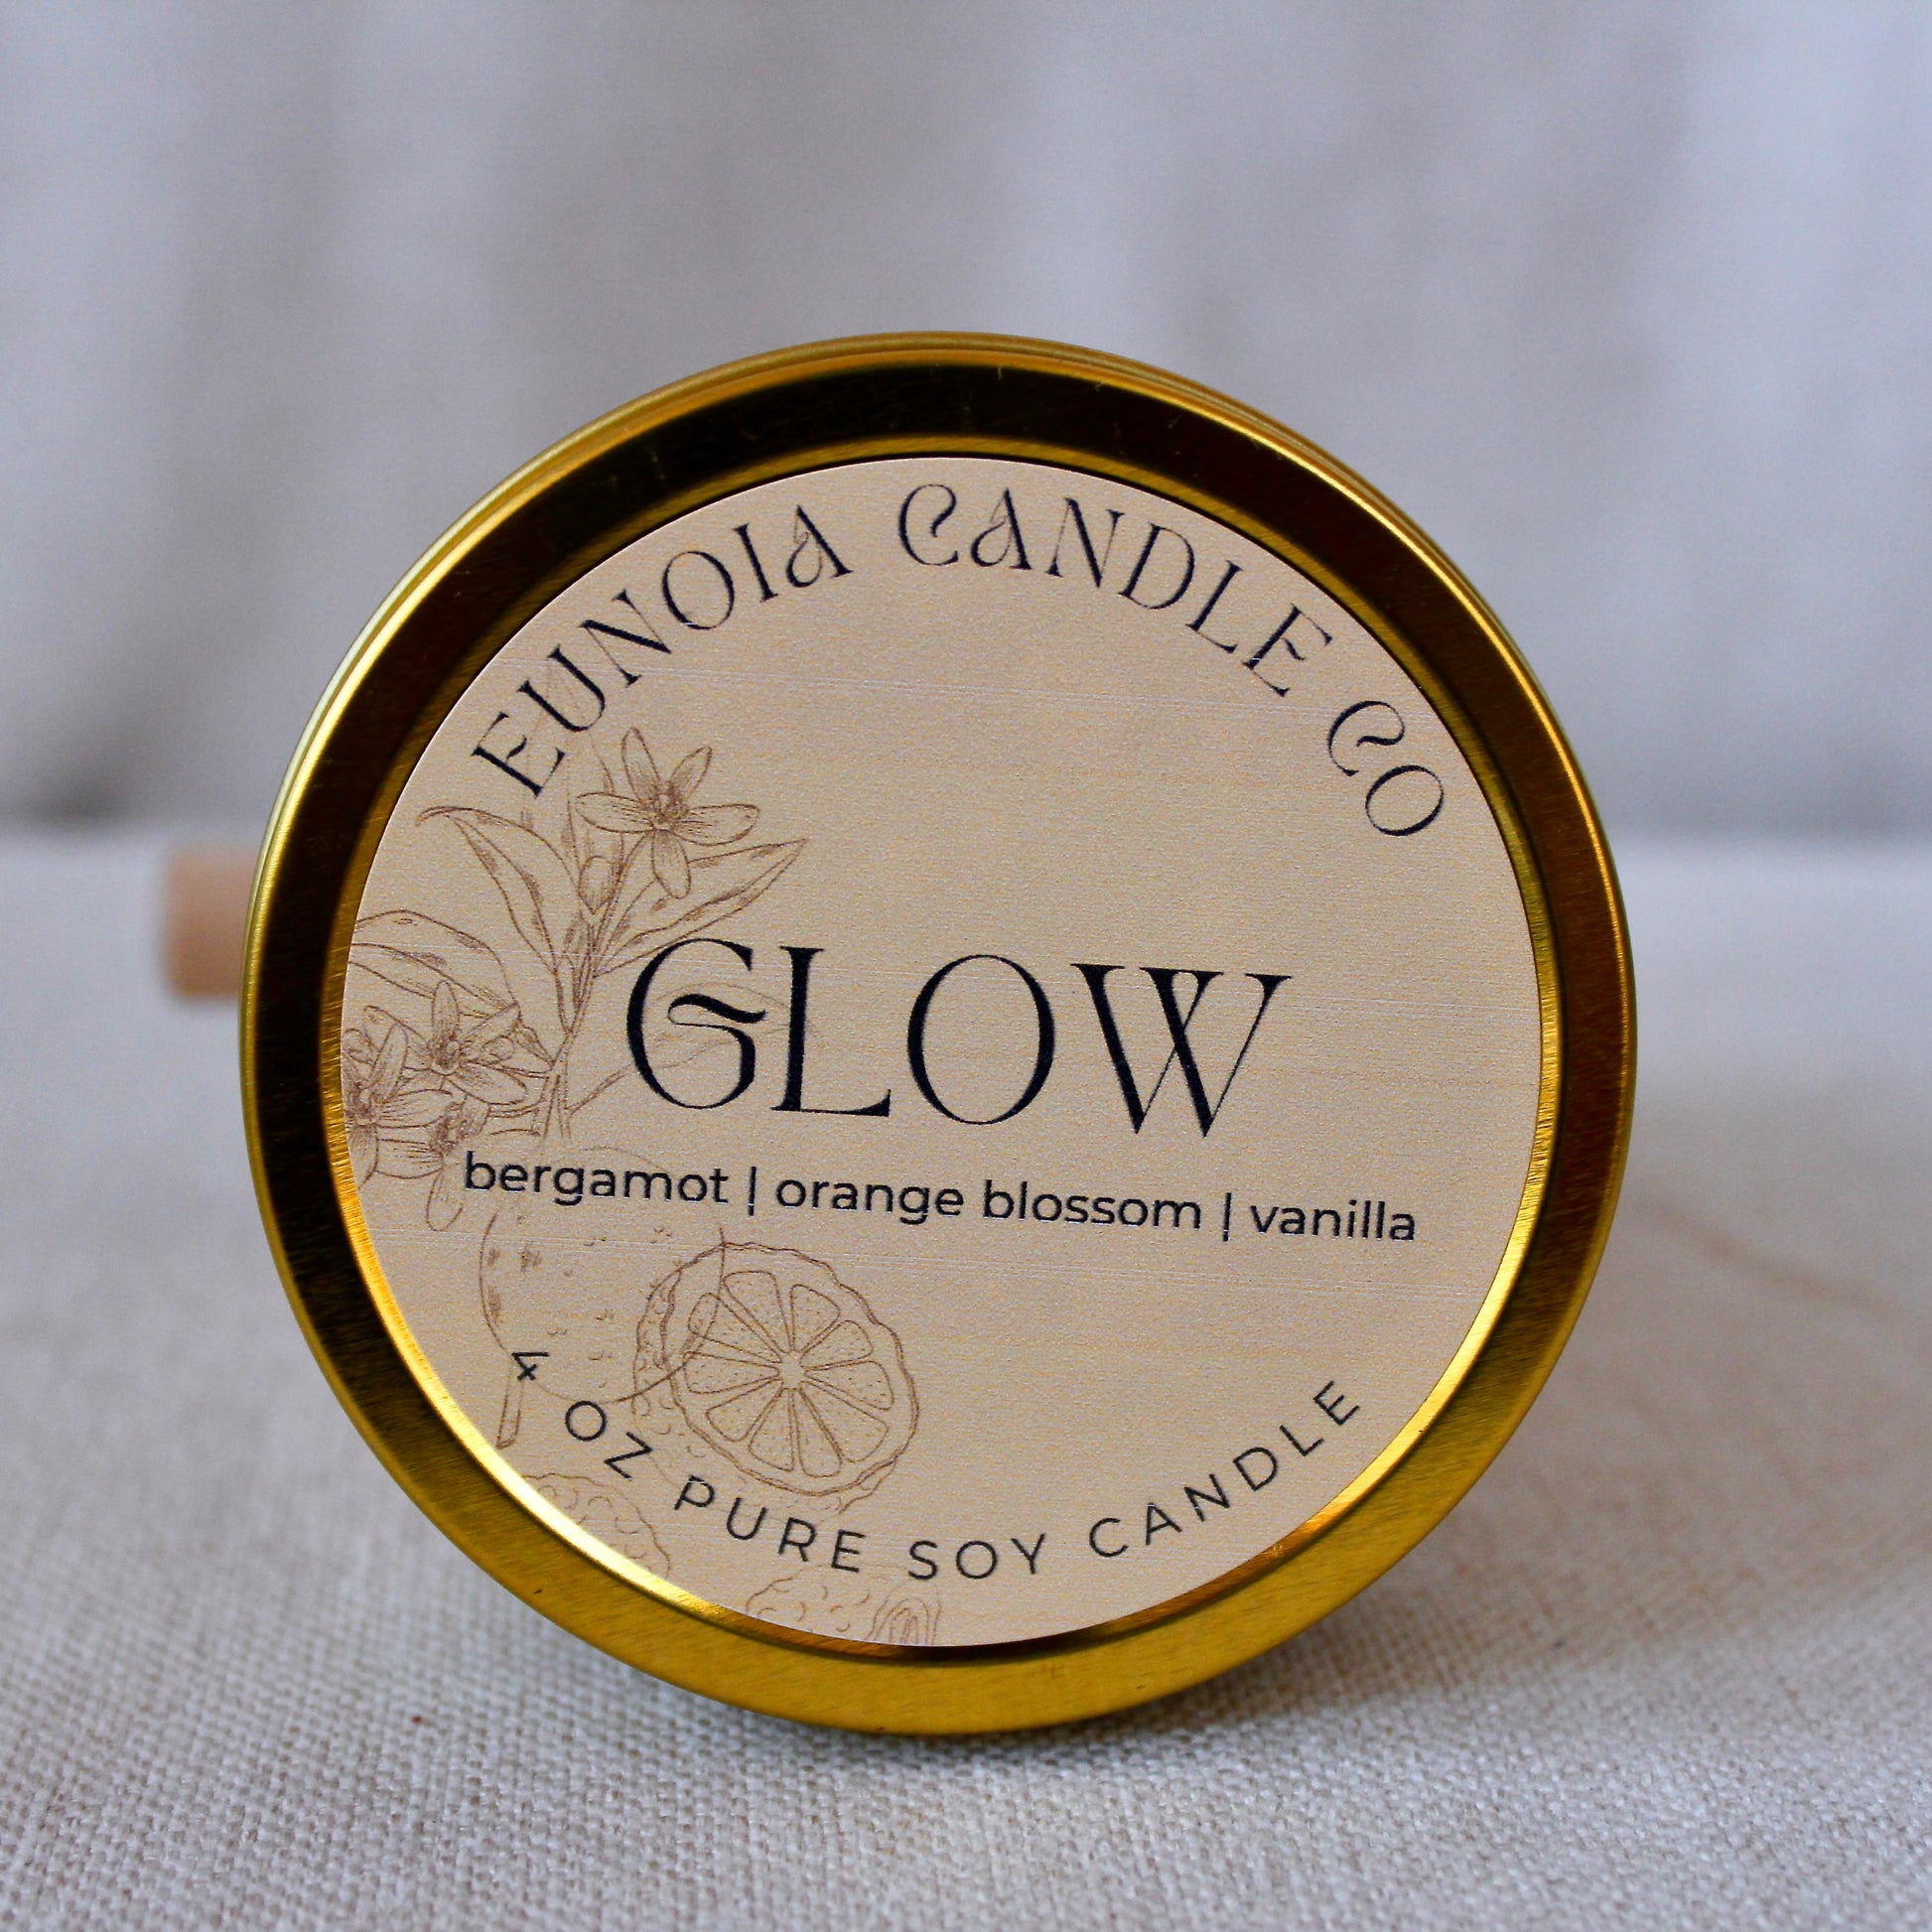 EUNOIA CANDLE CO
GLOW
bergamot | orange blossom | vanilla
4 OZ PURE SOY CANDLE